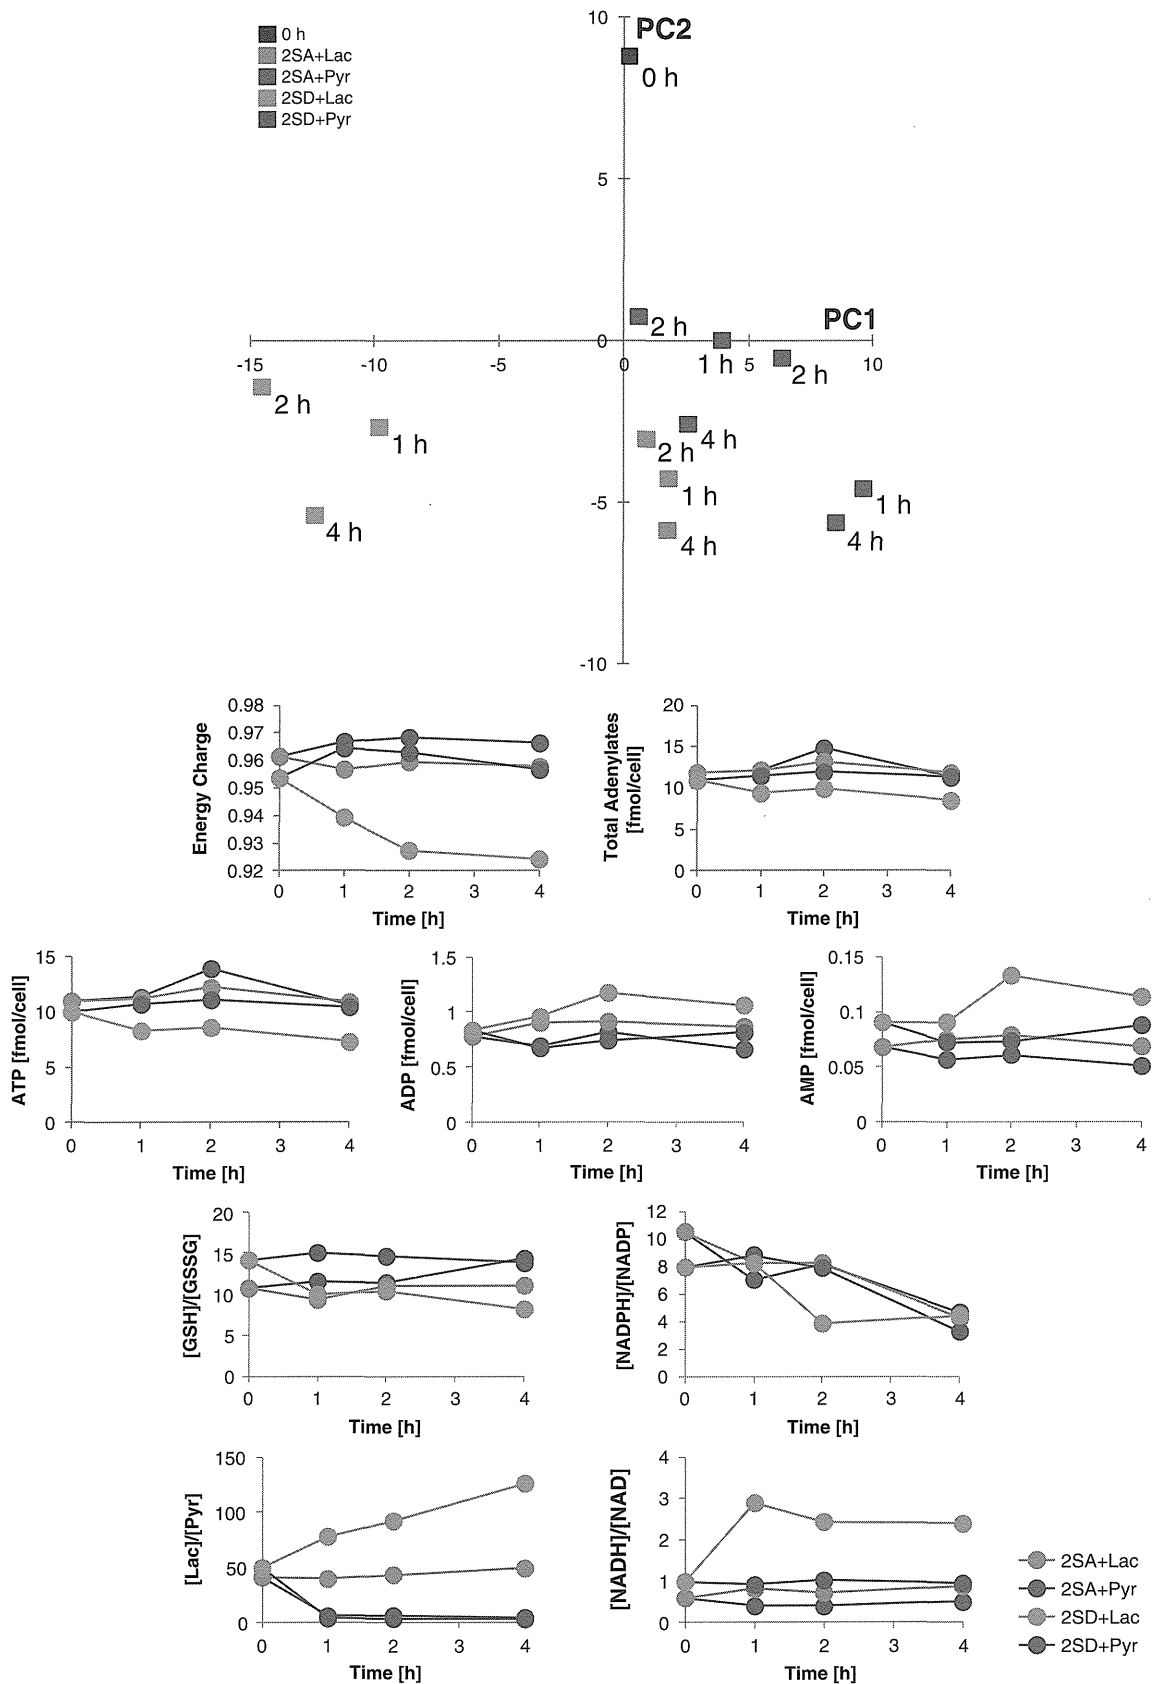 10
PC2
0 h
2SA+Lac
2SA+Pyr
2SD+Lac
2SD+Pyr
0 h
5
2 h
PC1
0
-15
-10
-5
0
1 h
5
10
2 h
2 h
1 h
4 h
2 h
1 h
-5
1 h
4 h
4 h
4 h
-10
Energy Charge
0.98
0.97
0.96
0.95
0.94
0.93
0.92
0 1 2 3 4
Time [h]
Total Adenylates
[fmol/cell]
20
15
10
5
0
0 1 2 3 4
Time [h]
ATP [fmol/cell]
15
10
5
0
0 1 2 3 4
Time [h]
ADP [fmol/cell]
1.5
1
0.5
0
0 1 2 3 4
Time [h]
AMP [fmol/cell]
0.15
0.1
0.05
0
0 1 2 3 4
Time [h]
[GSH]/[GSSG]
20
15
10
5
0
0 1 2 3 4
Time [h]
[NADPH]/[NADP]
12
10
8
6
4
2
0
0 1 2 3 4
Time [h]
[Lac]/[Pyr]
150
100
50
0
0 1 2 3 4
Time [h]
[NADH]/[NAD]
4
3
2
1
0
0 1 2 3 4
Time [h]
2SA+Lac
2SA+Pyr
2SD+Lac
2SD+Pyr